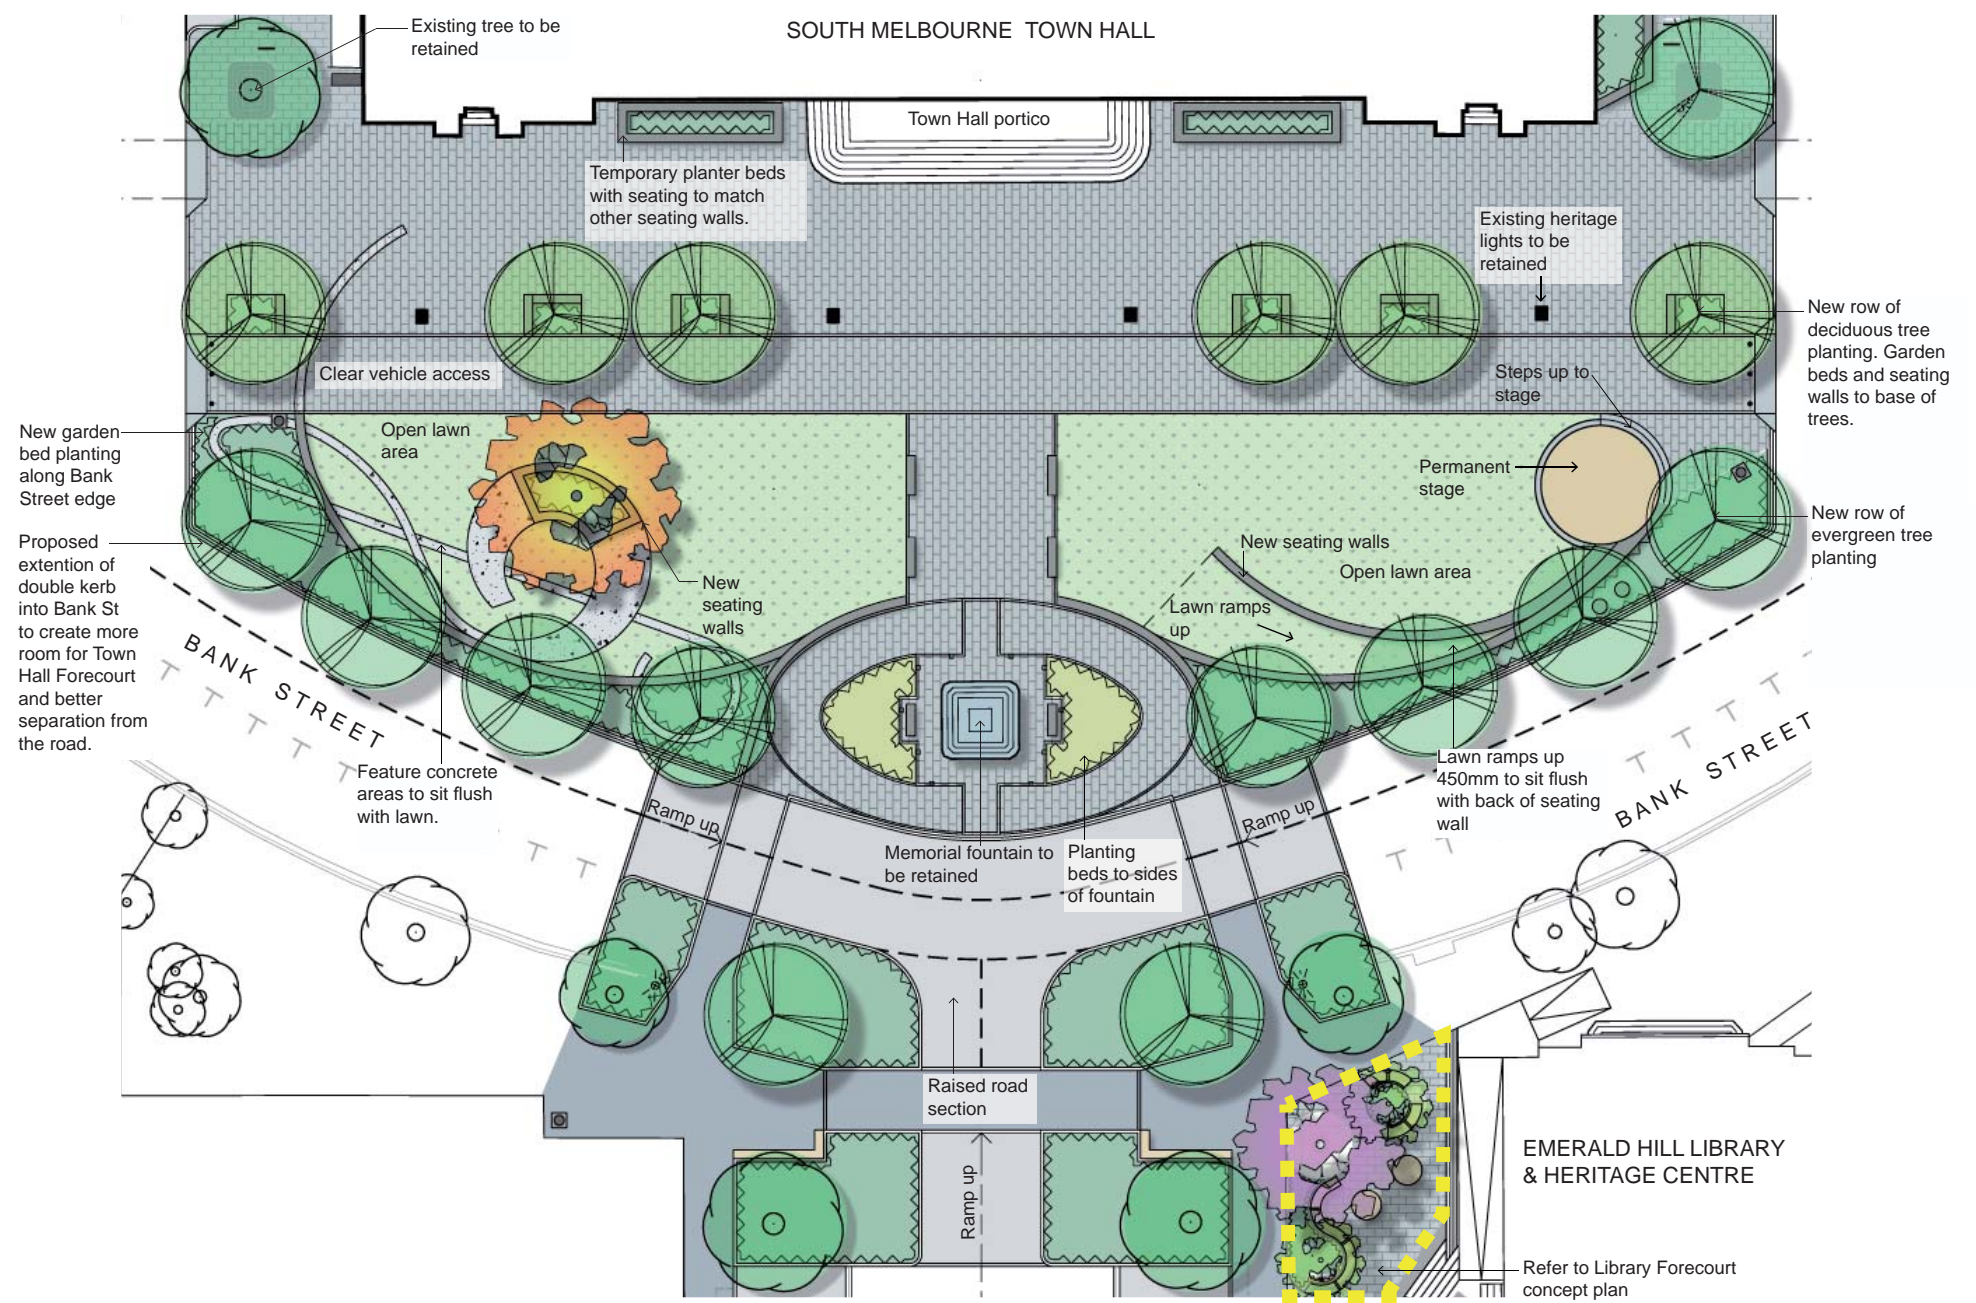 SOUTH MELBOURNE  TOWN HALL
Existing tree to be
retained
Town Hall portico
Temporary planter beds
with seating to match
other seating walls.
Existing heritage
lights to be
retained
New row of
deciduous tree
planting. Garden
beds and seating
walls to base of
trees.
Clear vehicle access
Steps up to
stage
New garden
bed planting
along Bank
Street edge
Open lawn
area
Permanent
stage
New row of
evergreen tree
planting
Proposed
extention of
double kerb
into Bank St
to create more
room for Town
Hall Forecourt
and better
separation from
the road.
New seating walls
Open lawn area
New
seating
walls
Lawn ramps
up
BANK STREET
BANK STREET
Feature concrete
areas to sit flush
with lawn.
Lawn ramps up
450mm to sit flush
with back of seating
wall
Ramp up
Ramp up
Memorial fountain to
be retained
Planting
beds to sides
of fountain
Raised road
section
Ramp up
EMERALD HILL LIBRARY
& HERITAGE CENTRE
Refer to Library Forecourt
concept plan